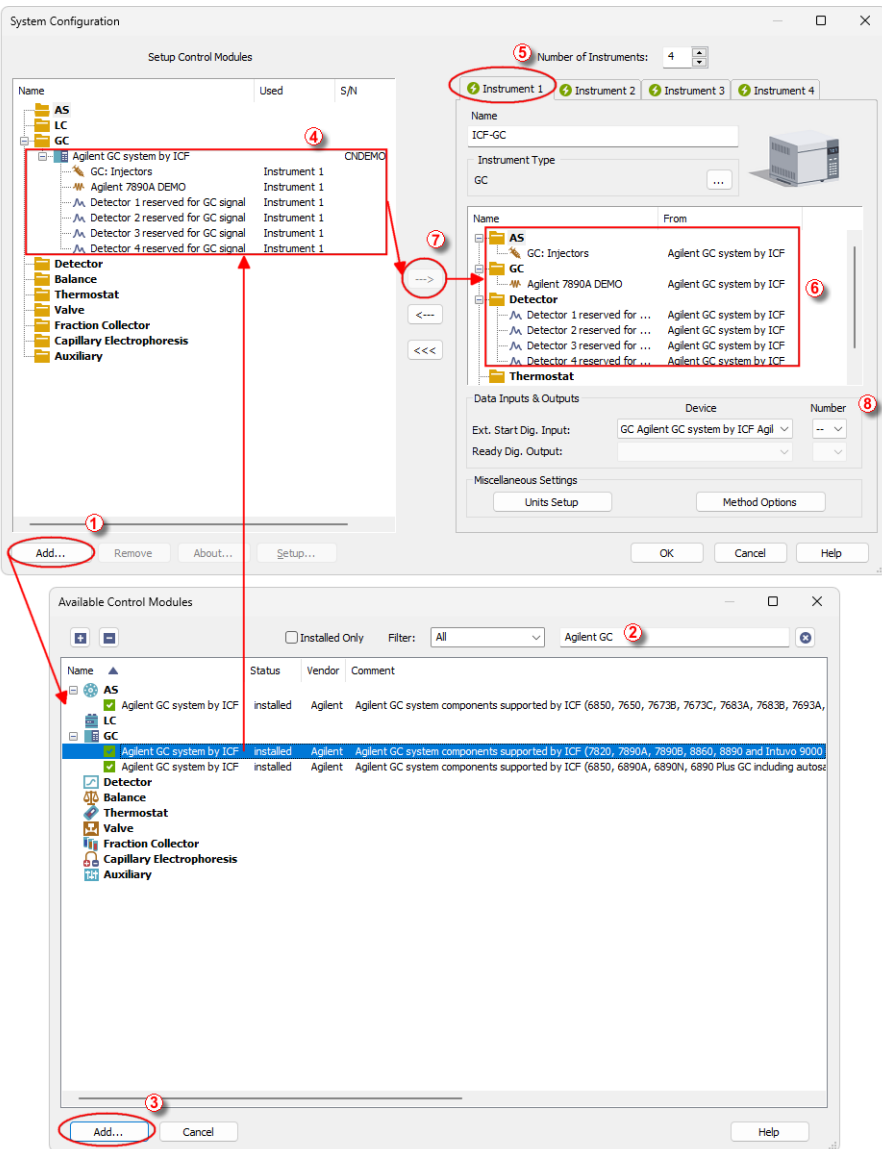 System Configuration
Setup Control Modules
⑤ Number of Instruments: 4
Name Used S/N
AS
LC
GC
④
Agilent GC system by ICF CNDEMO
GC: Injectors Instrument 1
Agilent 7890A DEMO Instrument 1
Detector 1 reserved for GC signal Instrument 1
Detector 2 reserved for GC signal Instrument 1
Detector 3 reserved for GC signal Instrument 1
Detector 4 reserved for GC signal Instrument 1
Detector
Balance
Thermostat
Valve
Fraction Collector
Capillary Electrophoresis
Auxiliary
⑦
--->
<---
<<<
Instrument 1 Instrument 2 Instrument 3 Instrument 4
Name
ICF-GC
Instrument Type
GC ...
Name From
AS
GC: Injectors Agilent GC system by ICF
GC
Agilent 7890A DEMO Agilent GC system by ICF
⑥
Detector
Detector 1 reserved for ... Agilent GC system by ICF
Detector 2 reserved for ... Agilent GC system by ICF
Detector 3 reserved for ... Agilent GC system by ICF
Detector 4 reserved for ... Agilent GC system by ICF
Thermostat
Data Inputs & Outputs
Device Number ⑧
Ext. Start Dig. Input: GC Agilent GC system by ICF Agil --
Ready Dig. Output:
Miscellaneous Settings
Units Setup Method Options
①
Add... Remove About... Setup... OK Cancel Help
Available Control Modules
Installed Only Filter: All Agilent GC ②
Name Status Vendor Comment
AS
Agilent GC system by ICF installed Agilent Agilent GC system components supported by ICF (6850, 7650, 7673B, 7673C, 7683A, 7683B, 7693A,
LC
GC
Agilent GC system by ICF installed Agilent Agilent GC system components supported by ICF (7820, 7890A, 7890B, 8860, 8890 and Intuvo 9000
Agilent GC system by ICF installed Agilent Agilent GC system components supported by ICF (6850, 6890A, 6890N, 6890 Plus GC including autosa
Detector
Balance
Thermostat
Valve
Fraction Collector
Capillary Electrophoresis
Auxiliary
③
Add... Cancel Help